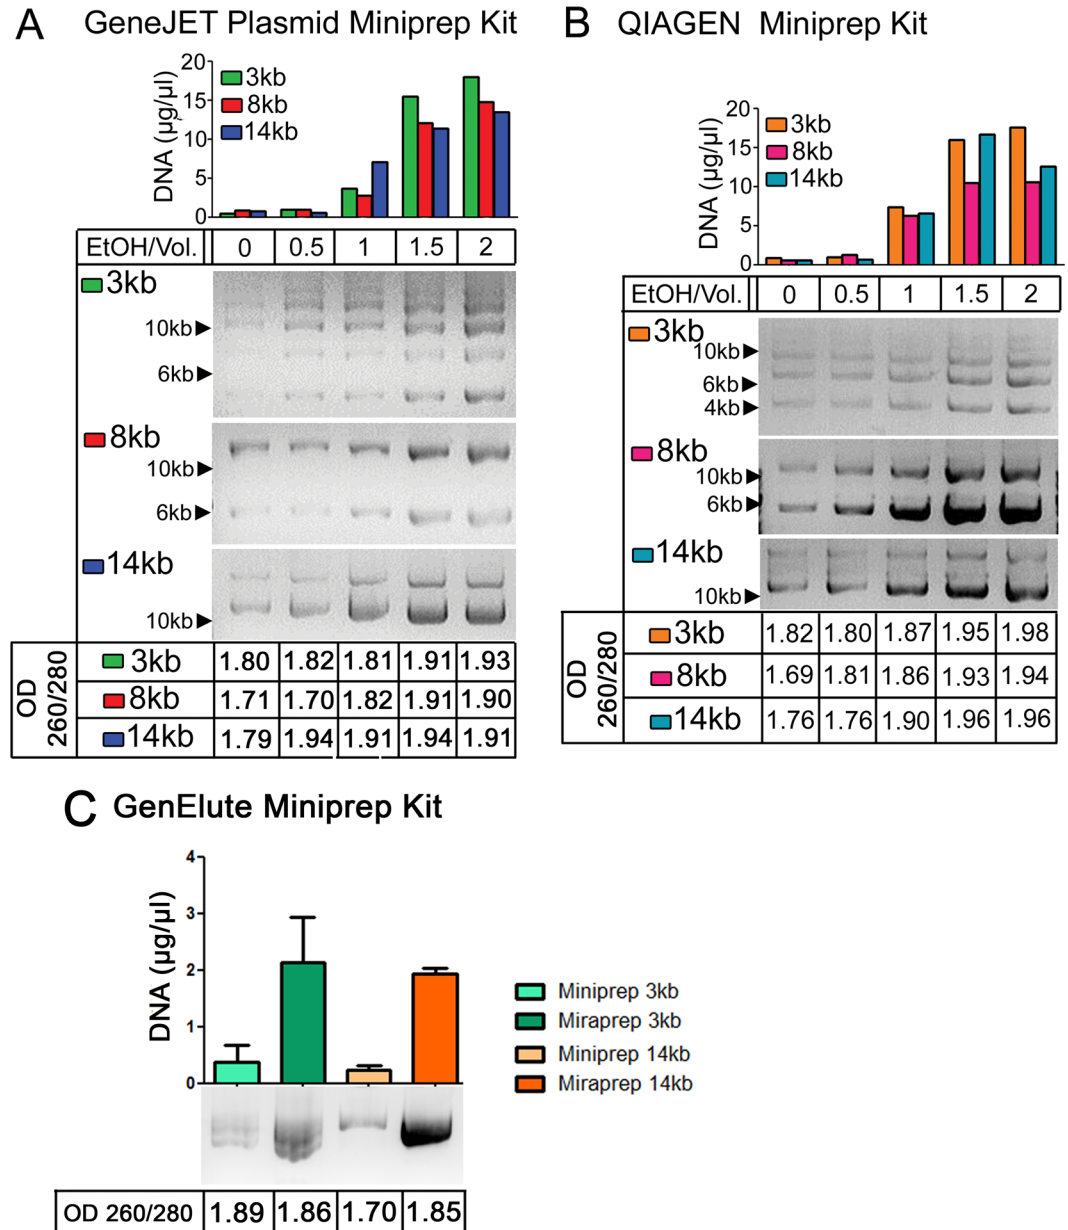 A GeneJET Plasmid Miniprep Kit
20
15
10
5
0
DNA (µg/µl)
3kb
8kb
14kb
EtOH/Vol. 0 0.5 1 1.5 2
3kb
10kb
6kb
8kb
10kb
6kb
14kb
10kb
OD 260/280
3kb 1.80 1.82 1.81 1.91 1.93
8kb 1.71 1.70 1.82 1.91 1.90
14kb 1.79 1.94 1.91 1.94 1.91
B QIAGEN Miniprep Kit
20
15
10
5
0
DNA (µg/µl)
3kb
8kb
14kb
EtOH/Vol. 0 0.5 1 1.5 2
3kb
10kb
6kb
4kb
8kb
10kb
6kb
14kb
10kb
OD 260/280
3kb 1.82 1.80 1.87 1.95 1.98
8kb 1.69 1.81 1.86 1.93 1.94
14kb 1.76 1.76 1.90 1.96 1.96
C GenElute Miniprep Kit
4
3
2
1
0
DNA (µg/µl)
Miniprep 3kb
Miraprep 3kb
Miniprep 14kb
Miraprep 14kb
OD 260/280 1.89 1.86 1.70 1.85